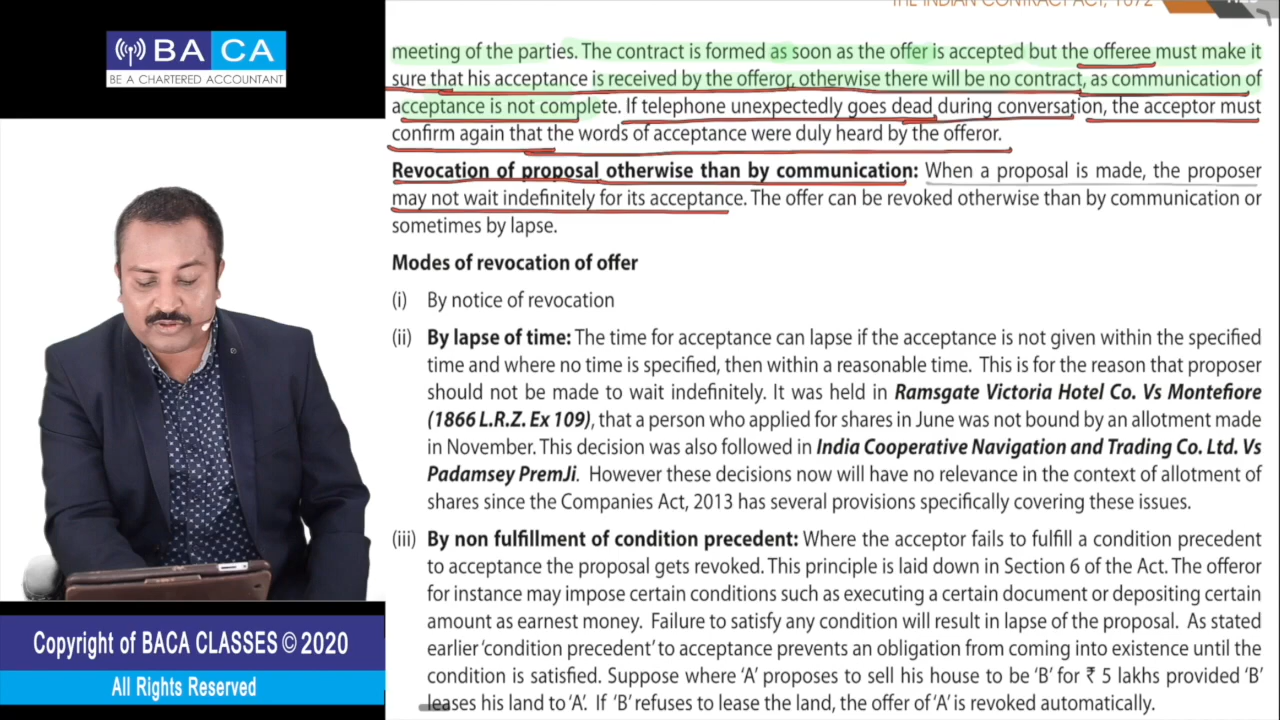 THE INDIAN CONTRACT ACT, 1872
BACA
BE A CHARTERED ACCOUNTANT
meeting of the parties. The contract is formed as soon as the offer is accepted but the offeree must make it
sure that his acceptance is received by the offeror, otherwise there will be no contract, as communication of
acceptance is not complete. If telephone unexpectedly goes dead during conversation, the acceptor must
confirm again that the words of acceptance were duly heard by the offeror.
Revocation of proposal otherwise than by communication: When a proposal is made, the proposer
may not wait indefinitely for its acceptance. The offer can be revoked otherwise than by communication or
sometimes by lapse.
Modes of revocation of offer
(i) By notice of revocation
(ii) By lapse of time: The time for acceptance can lapse if the acceptance is not given within the specified
time and where no time is specified, then within a reasonable time. This is for the reason that proposer
should not be made to wait indefinitely. It was held in Ramsgate Victoria Hotel Co. Vs Montefiore
(1866 L.R.Z. Ex 109), that a person who applied for shares in June was not bound by an allotment made
in November. This decision was also followed in India Cooperative Navigation and Trading Co. Ltd. Vs
Padamsey PremJi. However these decisions now will have no relevance in the context of allotment of
shares since the Companies Act, 2013 has several provisions specifically covering these issues.
(iii) By non fulfillment of condition precedent: Where the acceptor fails to fulfill a condition precedent
to acceptance the proposal gets revoked. This principle is laid down in Section 6 of the Act. The offeror
for instance may impose certain conditions such as executing a certain document or depositing certain
amount as earnest money. Failure to satisfy any condition will result in lapse of the proposal. As stated
earlier 'condition precedent' to acceptance prevents an obligation from coming into existence until the
condition is satisfied. Suppose where 'A' proposes to sell his house to be 'B' for ₹ 5 lakhs provided 'B'
leases his land to 'A'. If 'B' refuses to lease the land, the offer of 'A' is revoked automatically.
Copyright of BACA CLASSES © 2020
All Rights Reserved